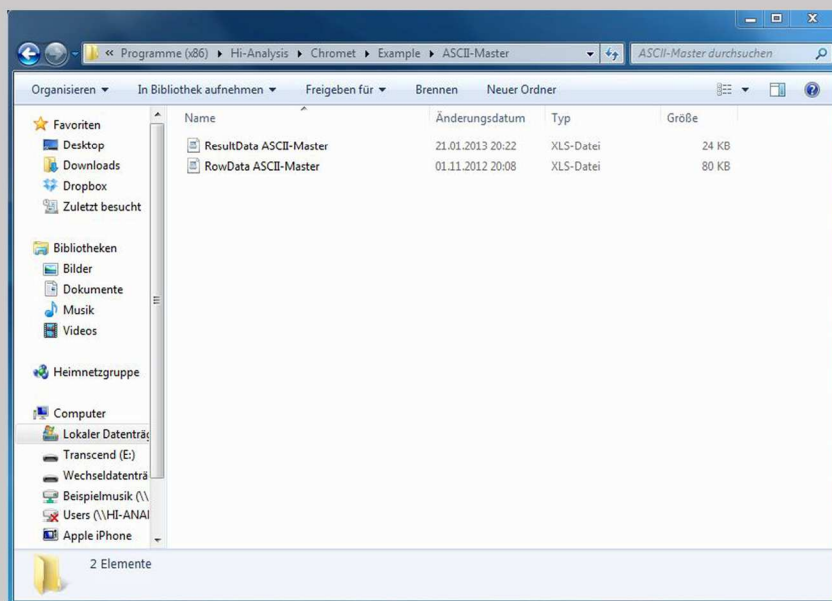 « Programme (x86) ▸ Hi-Analysis ▸ Chromet ▸ Example ▸ ASCII-Master
ASCII-Master durchsuchen
Organisieren In Bibliothek aufnehmen Freigeben für Brennen Neuer Ordner
Name Änderungsdatum Typ Größe
ResultData ASCII-Master 21.01.2013 20:22 XLS-Datei 24 KB
RowData ASCII-Master 01.11.2012 20:08 XLS-Datei 80 KB
Favoriten
Desktop
Downloads
Dropbox
Zuletzt besucht
Bibliotheken
Bilder
Dokumente
Musik
Videos
Heimnetzgruppe
Computer
Lokaler Datenträg
Transcend (E:)
Wechseldatenträ
Beispielmusik (\\
Users (\\HI-ANAl
Apple iPhone
2 Elemente